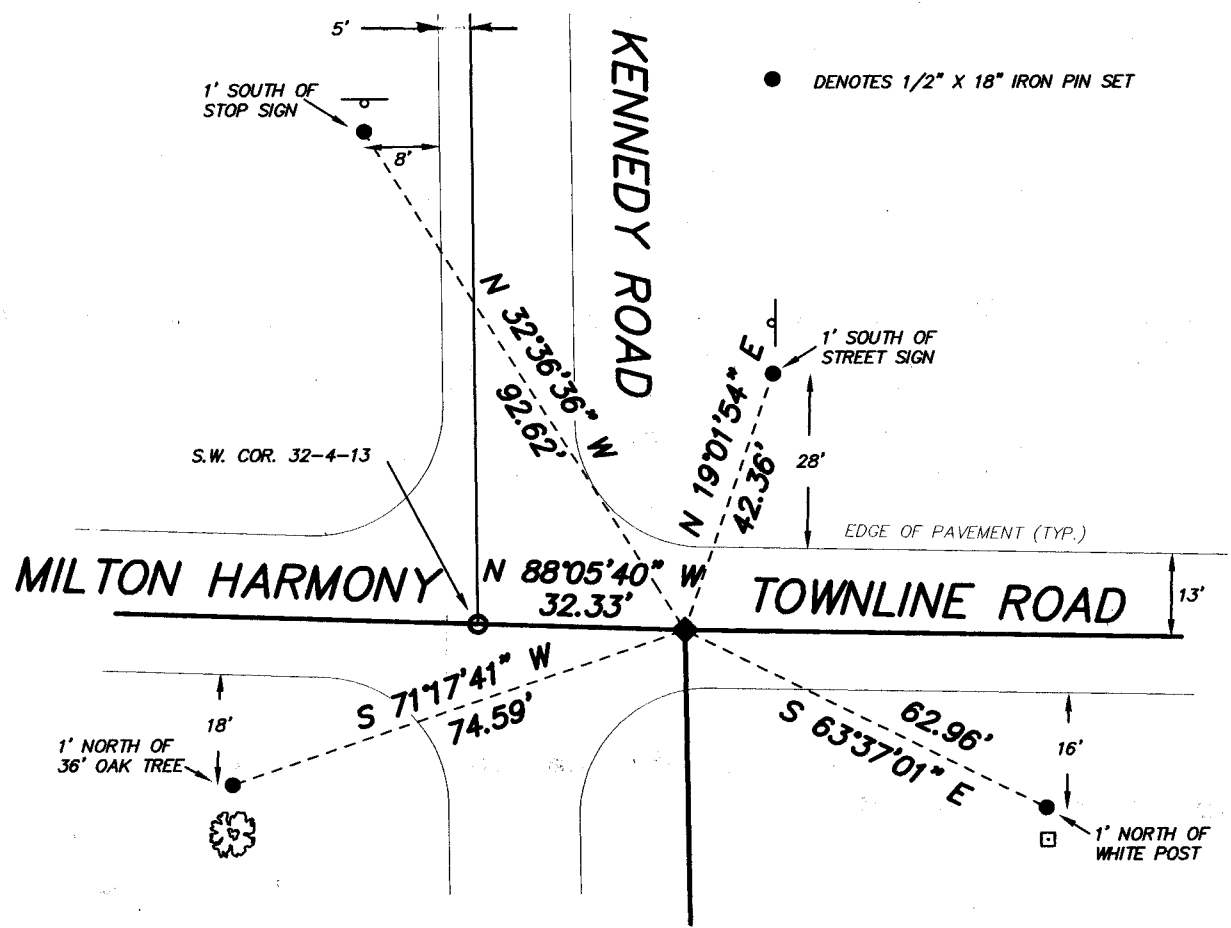 5'
1' SOUTH OF
STOP SIGN
8'
KENNEDY ROAD
DENOTES 1/2" X 18" IRON PIN SET
N 32°36'36" W
92.62'
1' SOUTH OF
STREET SIGN
N 19°01'54" E
42.36'
28'
S.W. COR. 32-4-13
EDGE OF PAVEMENT (TYP.)
MILTON HARMONY
N 88°05'40" W
32.33'
TOWNLINE ROAD
13'
S 71°17'41" W
74.59'
18'
1' NORTH OF
36' OAK TREE
62.96'
S 63°37'01" E
16'
1' NORTH OF
WHITE POST